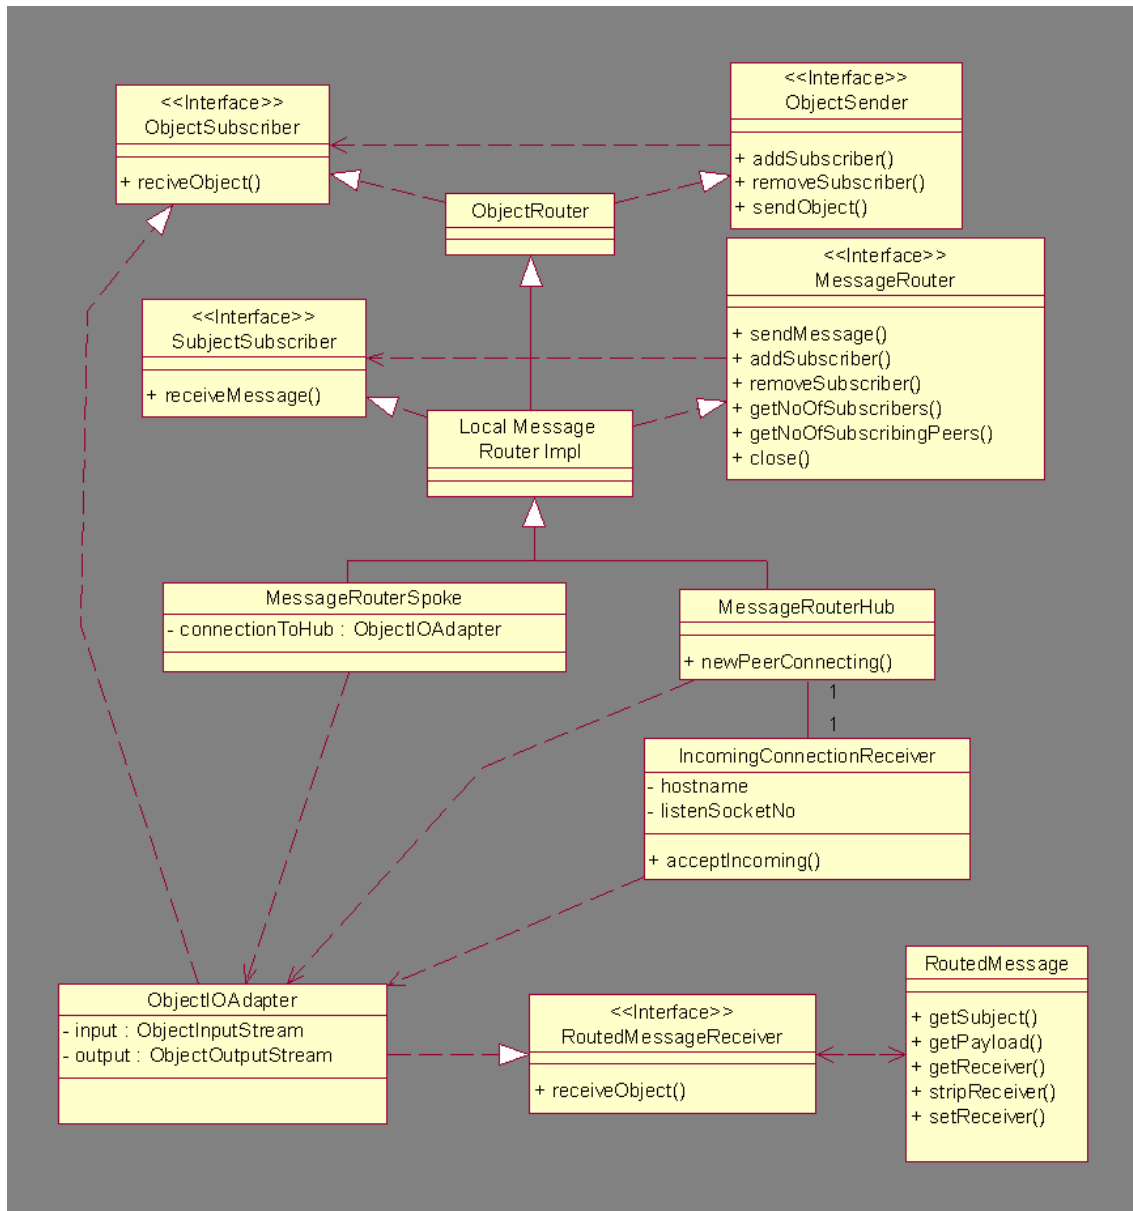 <<Interface>>
ObjectSubscriber
+ reciveObject()
<<Interface>>
ObjectSender
+ addSubscriber()
+ removeSubscriber()
+ sendObject()
ObjectRouter
<<Interface>>
MessageRouter
+ sendMessage()
+ addSubscriber()
+ removeSubscriber()
+ getNoOfSubscribers()
+ getNoOfSubscribingPeers()
+ close()
<<Interface>>
SubjectSubscriber
+ receiveMessage()
Local Message
Router Impl
MessageRouterSpoke
- connectionToHub : ObjectIOAdapter
MessageRouterHub
+ newPeerConnecting()
1
1
IncomingConnectionReceiver
- hostname
- listenSocketNo
+ acceptIncoming()
ObjectIOAdapter
- input : ObjectInputStream
- output : ObjectOutputStream
<<Interface>>
RoutedMessageReceiver
+ receiveObject()
RoutedMessage
+ getSubject()
+ getPayload()
+ getReceiver()
+ stripReceiver()
+ setReceiver()